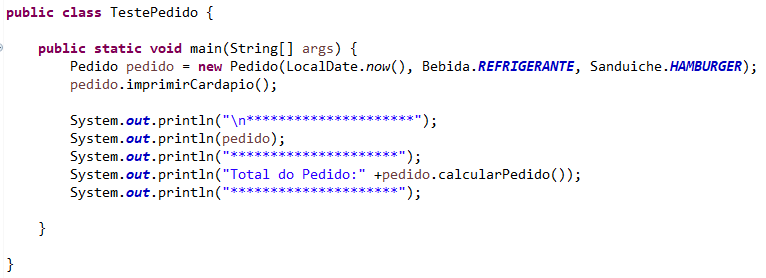 public class TestePedido {
public static void main(String[] args) {
Pedido pedido = new Pedido(LocalDate.now(), Bebida.REFRIGERANTE, Sanduiche.HAMBURGER);
pedido.imprimirCardapio();
System.out.println("\n*********************");
System.out.println(pedido);
System.out.println("*********************");
System.out.println("Total do Pedido:" +pedido.calcularPedido());
System.out.println("*********************");
}
}